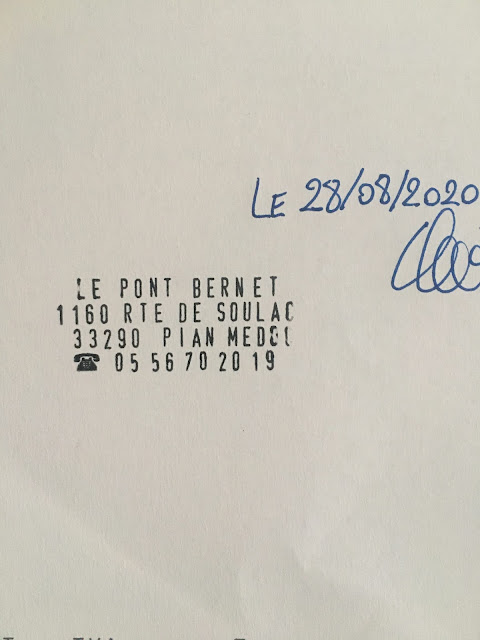 LE 28/08/2020
LE PONT BERNET
1160 RTE DE SOULAC
33290 PIAN MEDOC
☎ 05 56 70 20 19